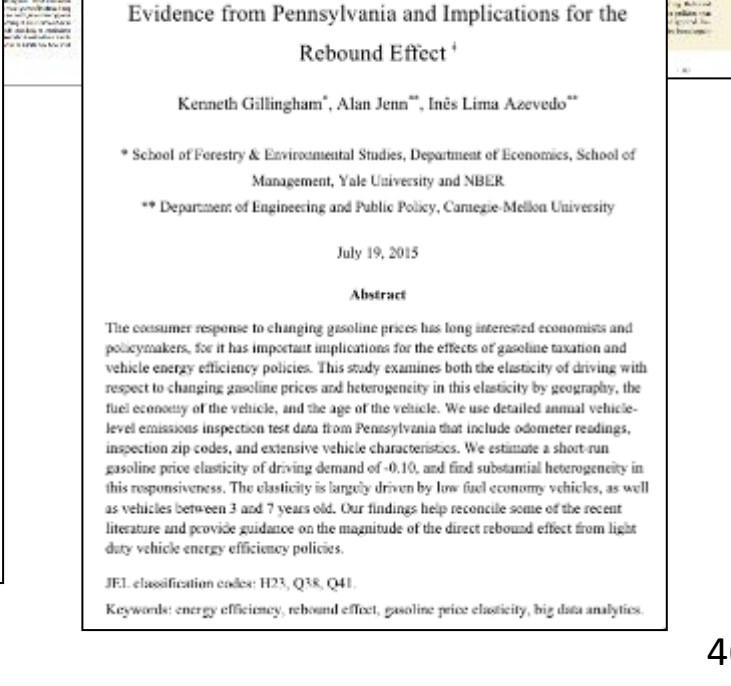 Evidence from Pennsylvania and Implications for the
Rebound Effect ⁴
Kenneth Gillingham*, Alan Jenn**, Inês Lima Azevedo**
* School of Forestry & Environmental Studies, Department of Economics, School of
Management, Yale University and NBER
** Department of Engineering and Public Policy, Carnegie-Mellon University
July 19, 2015
Abstract
The consumer response to changing gasoline prices has long interested economists and
policymakers, for it has important implications for the effects of gasoline taxation and
vehicle energy efficiency policies. This study examines both the elasticity of driving with
respect to changing gasoline prices and heterogeneity in this elasticity by geography, the
fuel economy of the vehicle, and the age of the vehicle. We use detailed annual vehicle-
level emissions inspection test data from Pennsylvania that include odometer readings,
inspection zip codes, and extensive vehicle characteristics. We estimate a short-run
gasoline price elasticity of driving demand of -0.10, and find substantial heterogeneity in
this responsiveness. The elasticity is largely driven by low fuel economy vehicles, as well
as vehicles between 3 and 7 years old. Our findings help reconcile some of the recent
literature and provide guidance on the magnitude of the direct rebound effect from light
duty vehicle energy efficiency policies.
JEL classification codes: H23, Q38, Q41.
Keywords: energy efficiency, rebound effect, gasoline price elasticity, big data analytics.